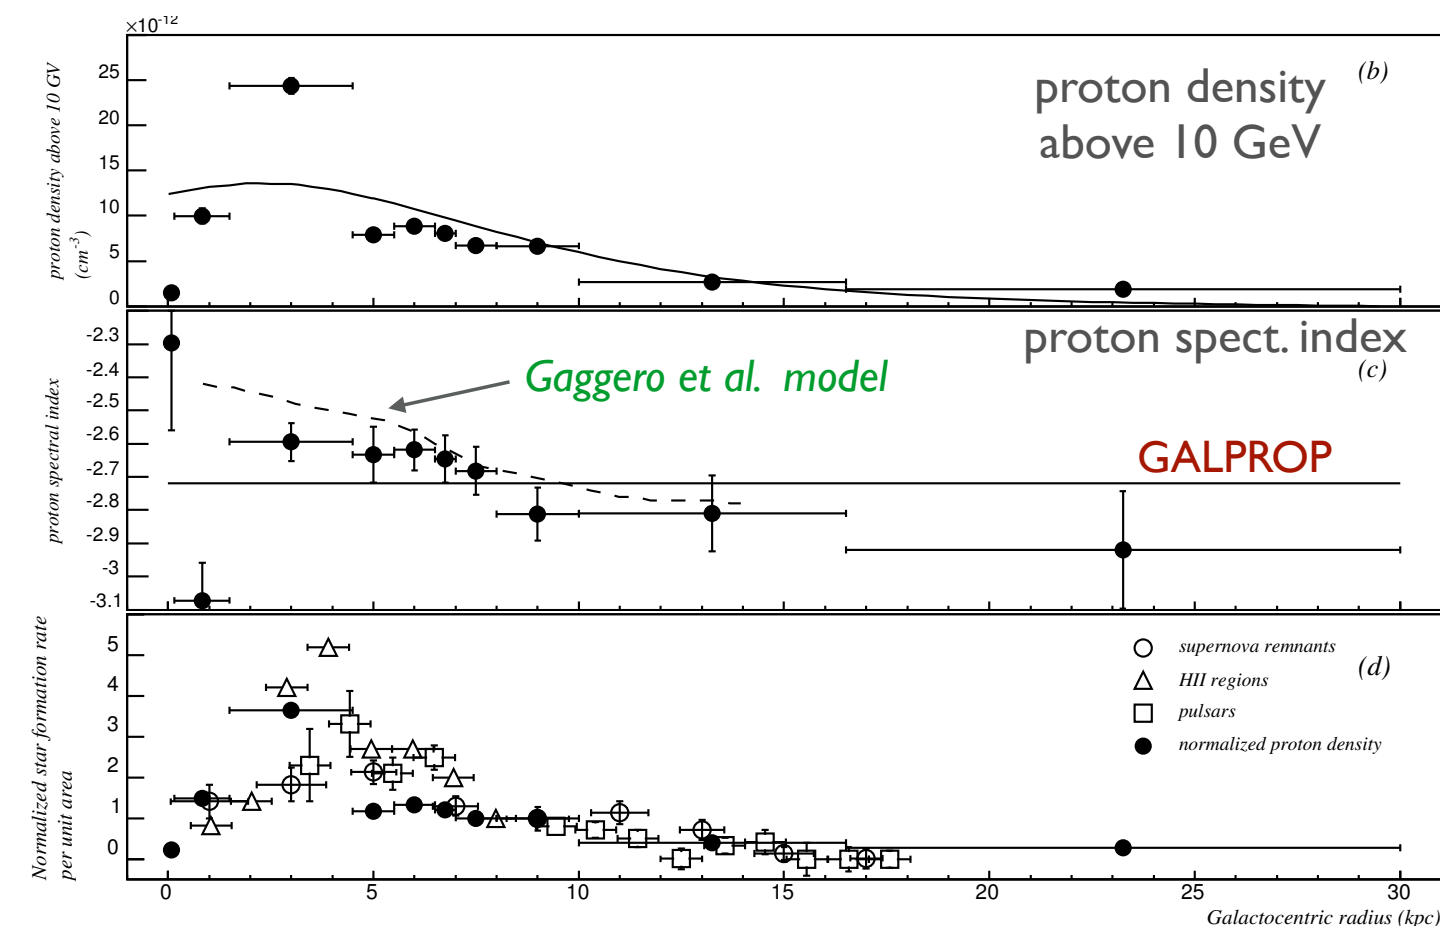 ×10-12
25
20
15
10
5
0
proton density above 10 GV
(cm-3)
proton density
above 10 GeV
(b)
-2.3
-2.4
-2.5
-2.6
-2.7
-2.8
-2.9
-3
-3.1
proton spectral index
Gaggero et al. model
proton spect. index
(c)
GALPROP
5
4
3
2
1
0
Normalized star formation rate
per unit area
supernova remnants
HII regions
pulsars
normalized proton density
(d)
0 5 10 15 20 25 30
Galactocentric radius (kpc)